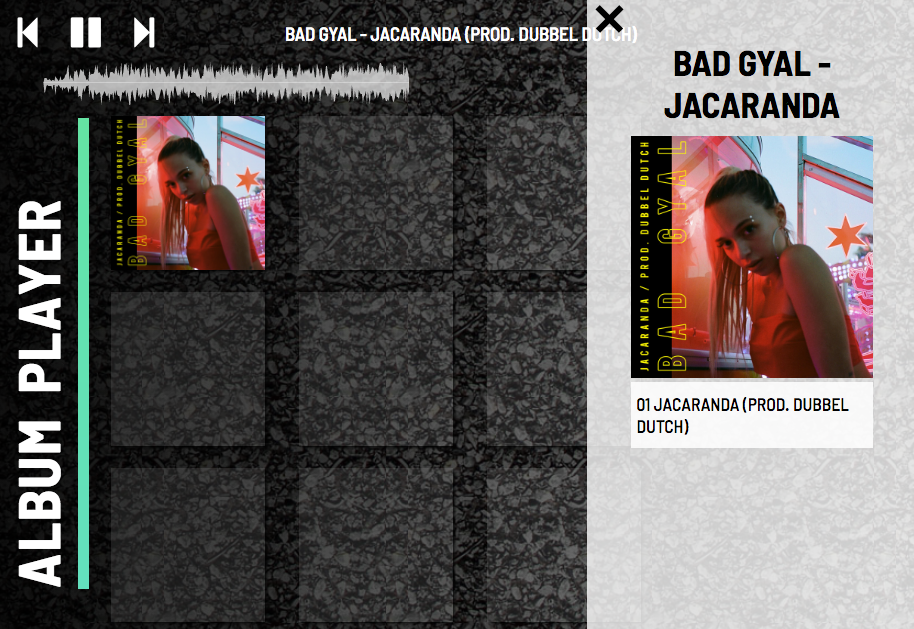 BAD GYAL - JACARANDA (PROD. DUBBEL DUTCH)
ALBUM PLAYER
JACARANDA / PROD. DUBBEL DUTCH
BAD GYAL
BAD GYAL -
JACARANDA
JACARANDA / PROD. DUBBEL DUTCH
BAD GYAL
01 JACARANDA (PROD. DUBBEL
DUTCH)